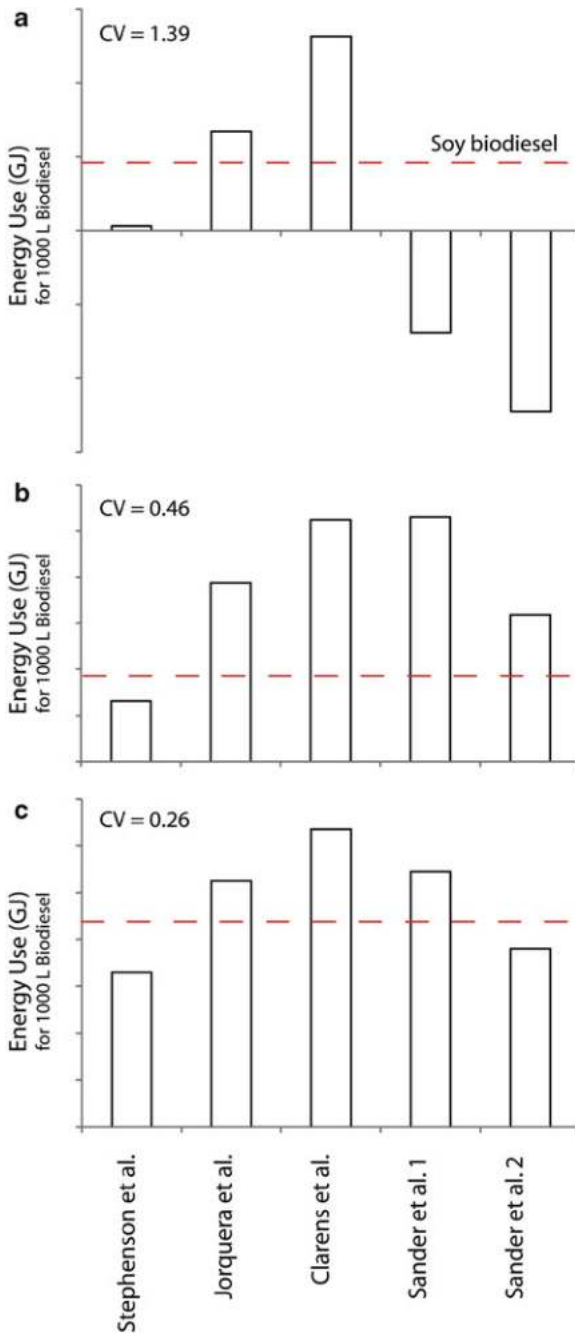 a
CV = 1.39
Energy Use (GJ)
for 1000 L Biodiesel
Soy biodiesel
b
CV = 0.46
Energy Use (GJ)
for 1000 L Biodiesel
c
CV = 0.26
Energy Use (GJ)
for 1000 L Biodiesel
Stephenson et al.
Jorquera et al.
Clarens et al.
Sander et al. 1
Sander et al. 2